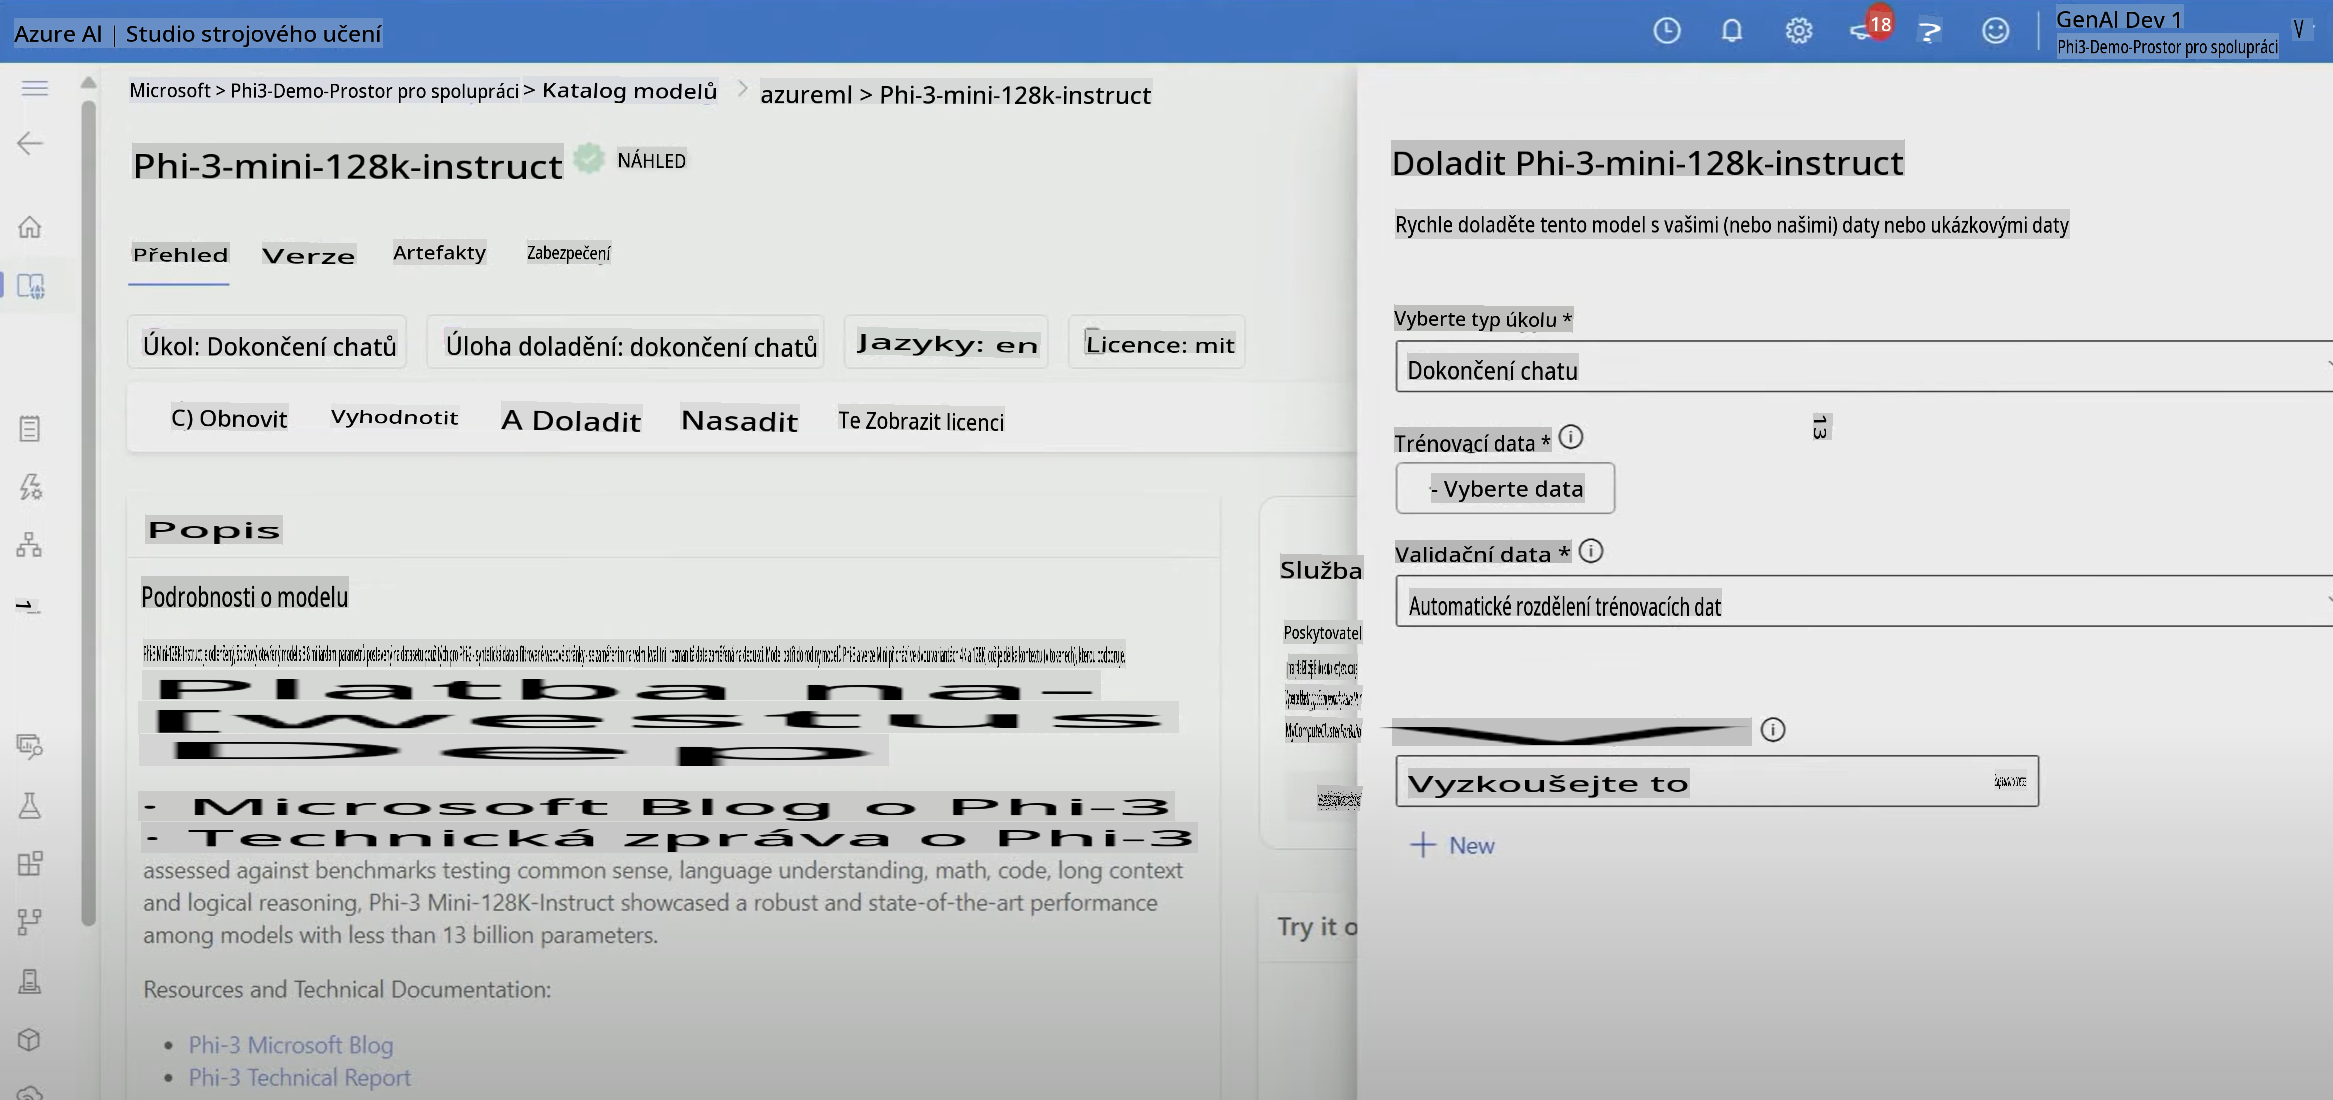 Azure AI | Studio strojového učení
18
GenAI Dev 1
Phi3-Demo-Prostor pro spolupráci
Microsoft > Phi3-Demo-Prostor pro spolupráci > Katalog modelů > azureml > Phi-3-mini-128k-instruct
Phi-3-mini-128k-instruct NÁHLED
Přehled Verze Artefakty Zabezpečení
Úkol: Dokončení chatů Úloha doladění: dokončení chatů Jazyky: en Licence: mit
C) Obnovit Vyhodnotit A Doladit Nasadit Te Zobrazit licenci
Popis
Podrobnosti o modelu
Platba na-
[westus
Dep
· Microsoft Blog o Phi-3
· Technická zpráva o Phi-3
assessed against benchmarks testing common sense, language understanding, math, code, long context
and logical reasoning, Phi-3 Mini-128K-Instruct showcased a robust and state-of-the-art performance
among models with less than 13 billion parameters.
Resources and Technical Documentation:
• Phi-3 Microsoft Blog
• Phi-3 Technical Report
Služba
Poskytovatel
Try it o
Doladit Phi-3-mini-128k-instruct
Rychle doladěte tento model s vašimi (nebo našimi) daty nebo ukázkovými daty
Vyberte typ úkolu *
Dokončení chatu
13
Trénovací data *
- Vyberte data
Validační data *
Automatické rozdělení trénovacích dat
Vyzkoušejte to
+ New